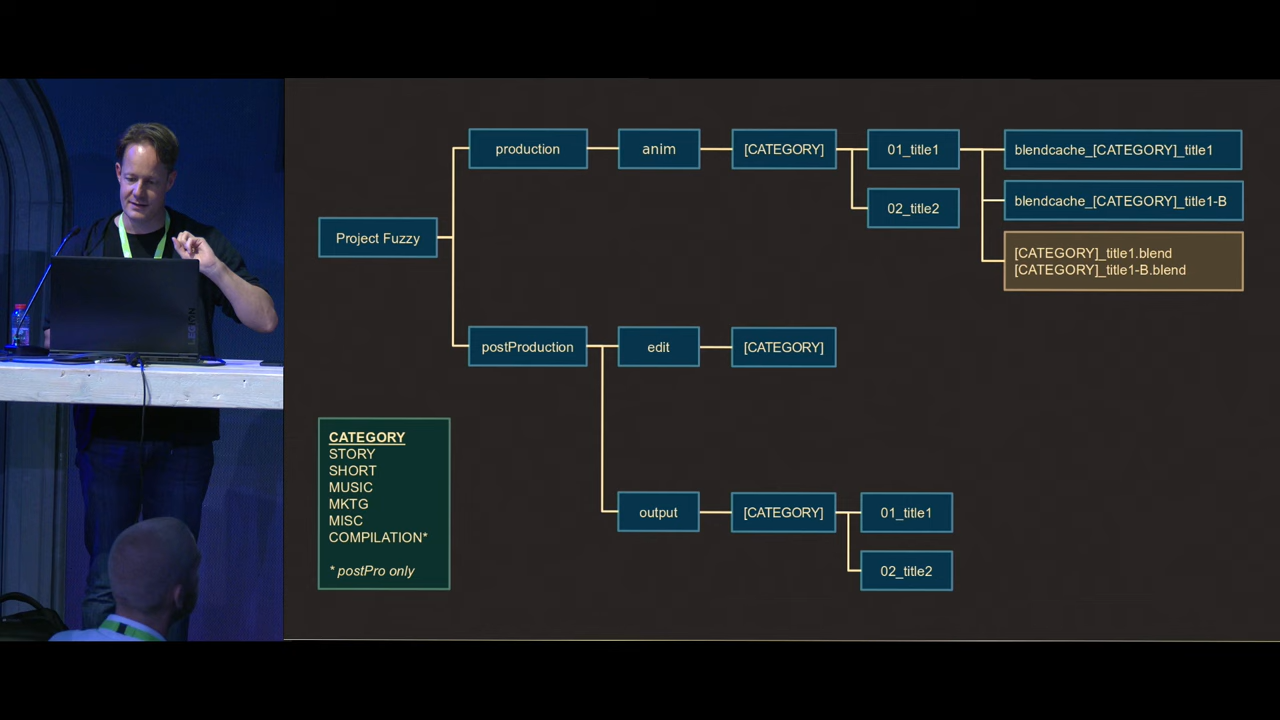 production
anim
[CATEGORY]
01_title1
blendcache_[CATEGORY]_title1
02_title2
blendcache_[CATEGORY]_title1-B
Project Fuzzy
[CATEGORY]_title1.blend
[CATEGORY]_title1-B.blend
postProduction
edit
[CATEGORY]
CATEGORY
STORY
SHORT
MUSIC
MKTG
MISC
COMPILATION*
* postPro only
output
[CATEGORY]
01_title1
02_title2
LEGION